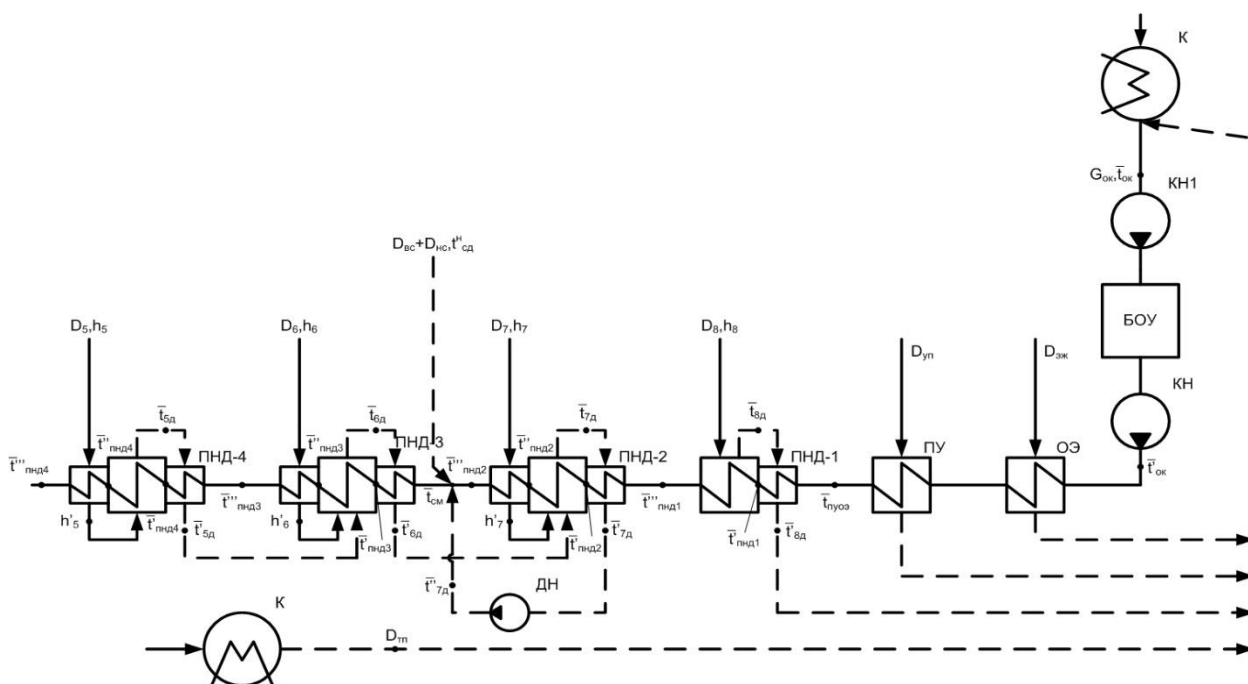 К
G_ок, t̅_ок
КН1
D_вс+D_нс, t^н_сд
БОУ
D_5, h_5
D_6, h_6
D_7, h_7
D_8, h_8
D_уп
D_эж
КН
t̅_5д
t̅_6д
t̅_7д
t̅_8д
t̅''_пнд4
ПНД-4
t̅''_пнд3
ПНД-3
t̅''_пнд2
ПНД-2
ПНД-1
ПУ
ОЭ
t̅'''_пнд4
t̅'''_пнд3
t̅_см
t̅'''_пнд2
t̅'''_пнд1
t̅_пуоэ
t̅'_ок
h'_5
t̅'_пнд4
t̅'_5д
h'_6
t̅'_пнд3
t̅'_6д
h'_7
t̅'_пнд2
t̅'_7д
t̅'_пнд1
t̅'_8д
t̅''_7д
ДН
К
D_тп